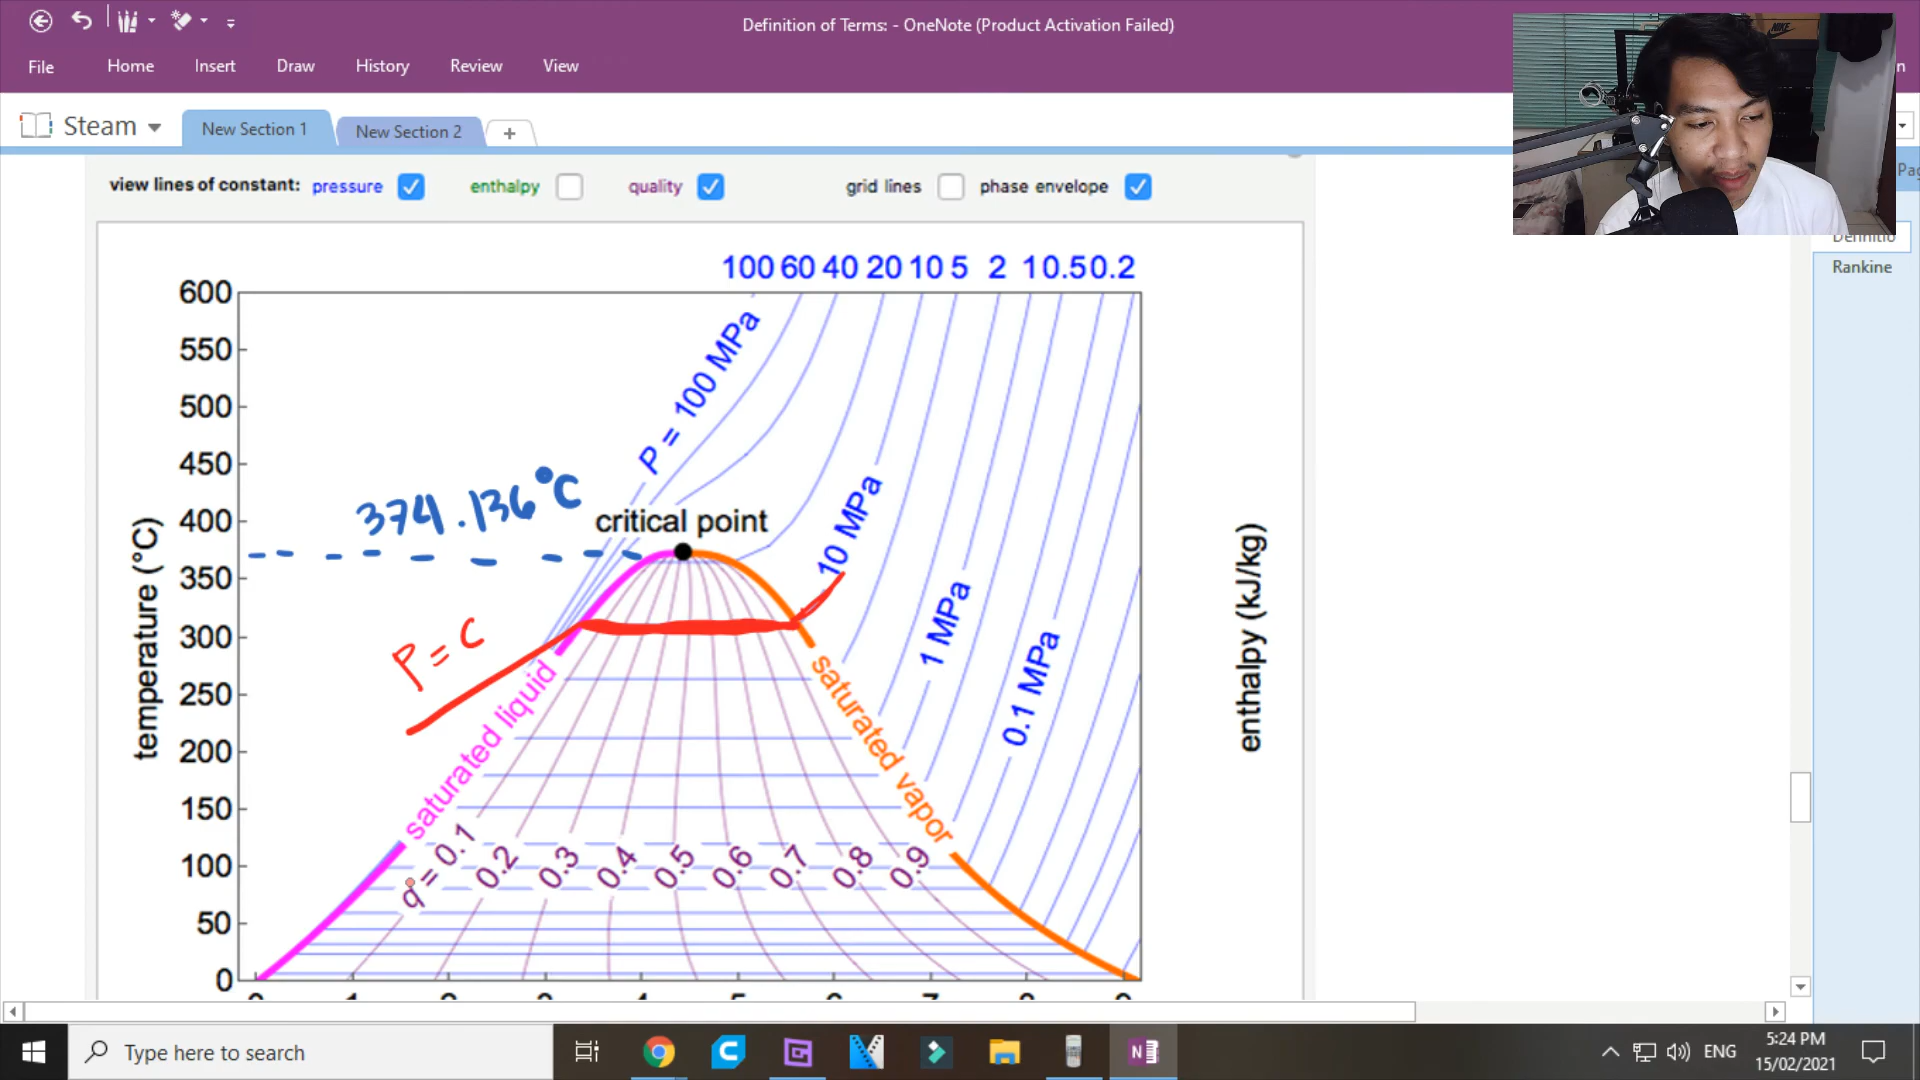 Definition of Terms: - OneNote (Product Activation Failed)
File Home Insert Draw History Review View
Steam New Section 1 New Section 2 +
view lines of constant: pressure enthalpy quality grid lines phase envelope
Definitio
Rankine
100 60 40 20 10 5 2 1 0.5 0.2
600
550
500
450
400
350
300
250
200
150
100
50
0
temperature (°C)
374.136°C
critical point
P = 100 MPa
10 MPa
1 MPa
0.1 MPa
P = C
saturated liquid
saturated vapor
q = 0.1 0.2 0.3 0.4 0.5 0.6 0.7 0.8 0.9
enthalpy (kJ/kg)
NIKE
Type here to search
ENG
5:24 PM
15/02/2021